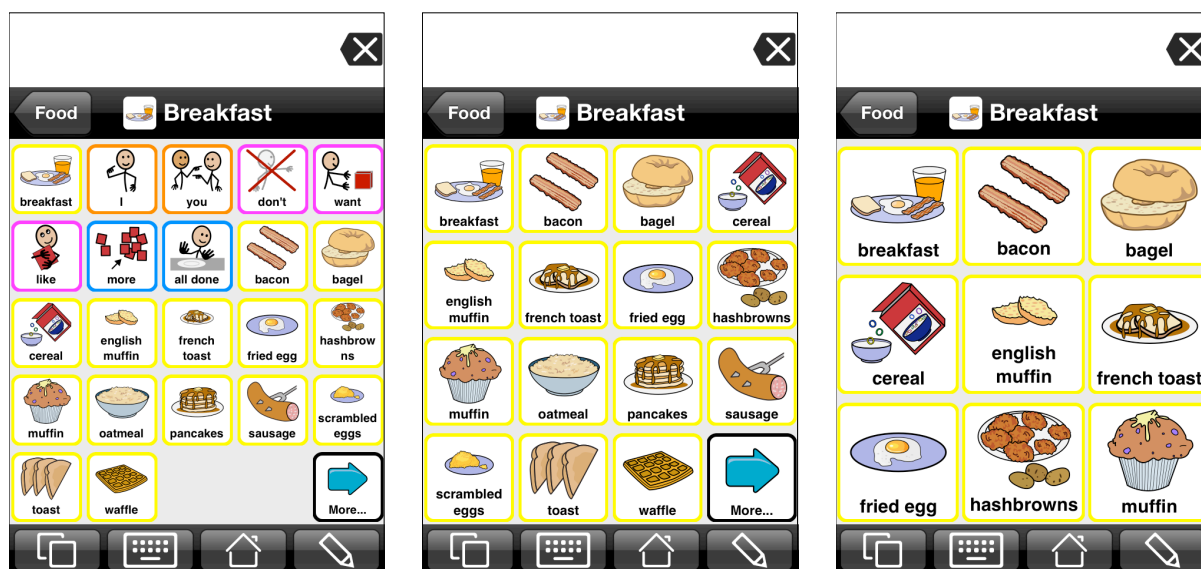 Food
Breakfast
breakfast
I
you
don't
want
like
more
all done
bacon
bagel
cereal
english
muffin
french
toast
fried egg
hashbrow
ns
muffin
oatmeal
pancakes
sausage
scrambled
eggs
toast
waffle
More...
Food
Breakfast
breakfast
bacon
bagel
cereal
english
muffin
french toast
fried egg
hashbrowns
muffin
oatmeal
pancakes
sausage
scrambled
eggs
toast
waffle
More...
Food
Breakfast
breakfast
bacon
bagel
cereal
english
muffin
french toast
fried egg
hashbrowns
muffin